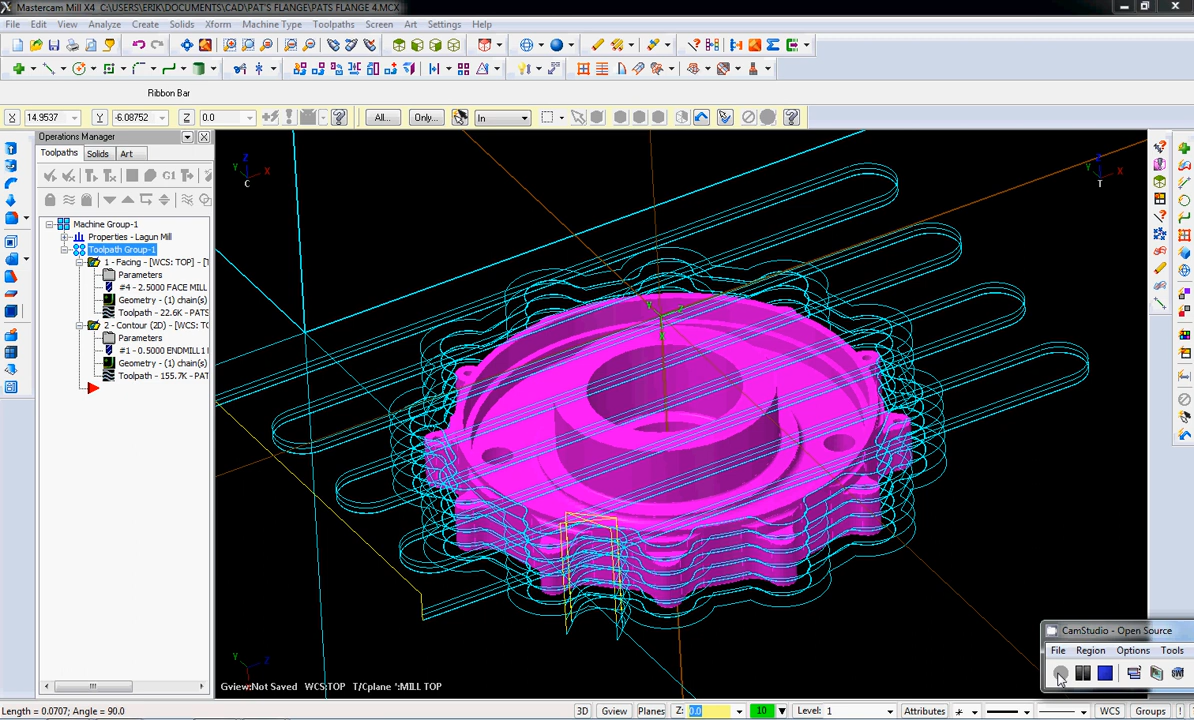 Mastercam Mill X4 C:\USERS\ERIK\DOCUMENTS\CAD\PAT'S FLANGE\PATS FLANGE 4.MCX
File Edit View Analyze Create Solids Xform Machine Type Toolpaths Screen Art Settings Help
Ribbon Bar
X 14.9537 Y -6.08752 Z 0.0 All... Only... In
Operations Manager
Toolpaths Solids Art
G1
Machine Group-1
Properties - Lagun Mill
Toolpath Group-1
1 - Facing - [WCS: TOP] - [T
Parameters
#4 - 2.5000 FACE MILL
Geometry - (1) chain(s)
Toolpath - 22.6K - PATS
2 - Contour (2D) - [WCS: TO
Parameters
#1 - 0.5000 ENDMILL1
Geometry - (1) chain(s)
Toolpath - 155.7K - PAT
Z
Y
X
C
Z
Y
X
T
Y
Z
Gview:Not Saved WCS:TOP T/Cplane :MILL TOP
CamStudio - Open Source
File Region Options Tools
Length = 0.0707; Angle = 90.0
3D Gview Planes Z: 0.0 10 Level: 1 Attributes WCS Groups